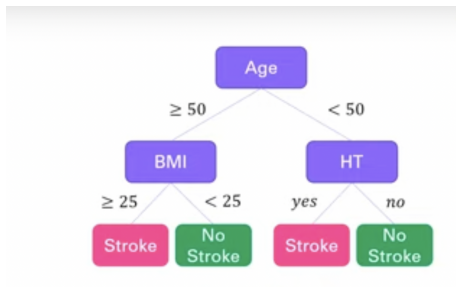 Age
≥ 50
< 50
BMI
HT
≥ 25
< 25
yes
no
Stroke
No
Stroke
Stroke
No
Stroke